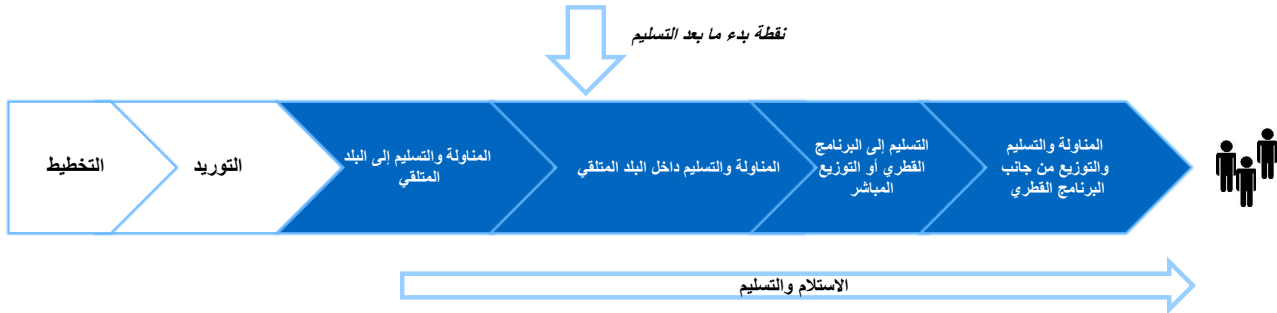 نقطة بدء ما بعد التسليم
التخطيط
التوريد
المناولة والتسليم إلى البلد
المتلقي
المناولة والتسليم داخل البلد المتلقي
التسليم إلى البرنامج
القطري أو التوزيع
المباشر
المناولة والتسليم
والتوزيع من جانب
البرنامج القطري
الاستلام والتسليم